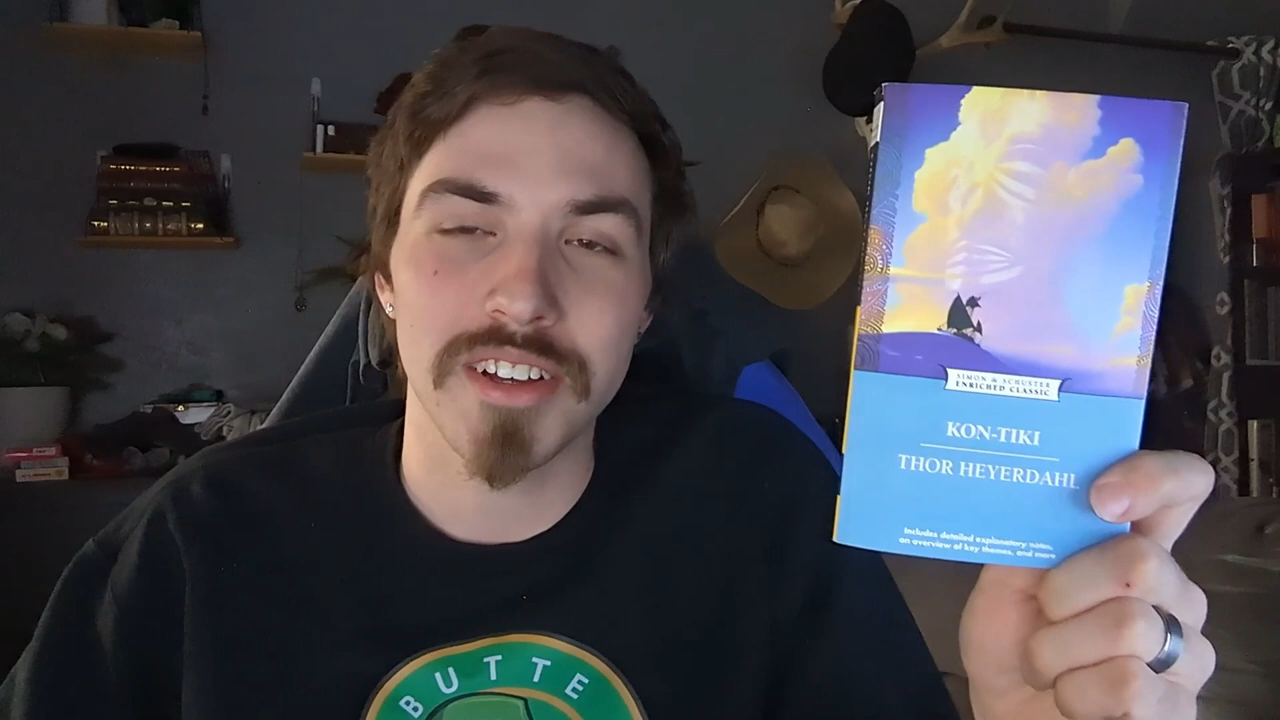 SIMON & SCHUSTER
ENRICHED CLASSIC
KON-TIKI
THOR HEYERDAHL
Includes detailed explanatory notes,
an overview of key themes, and more
BUTTE